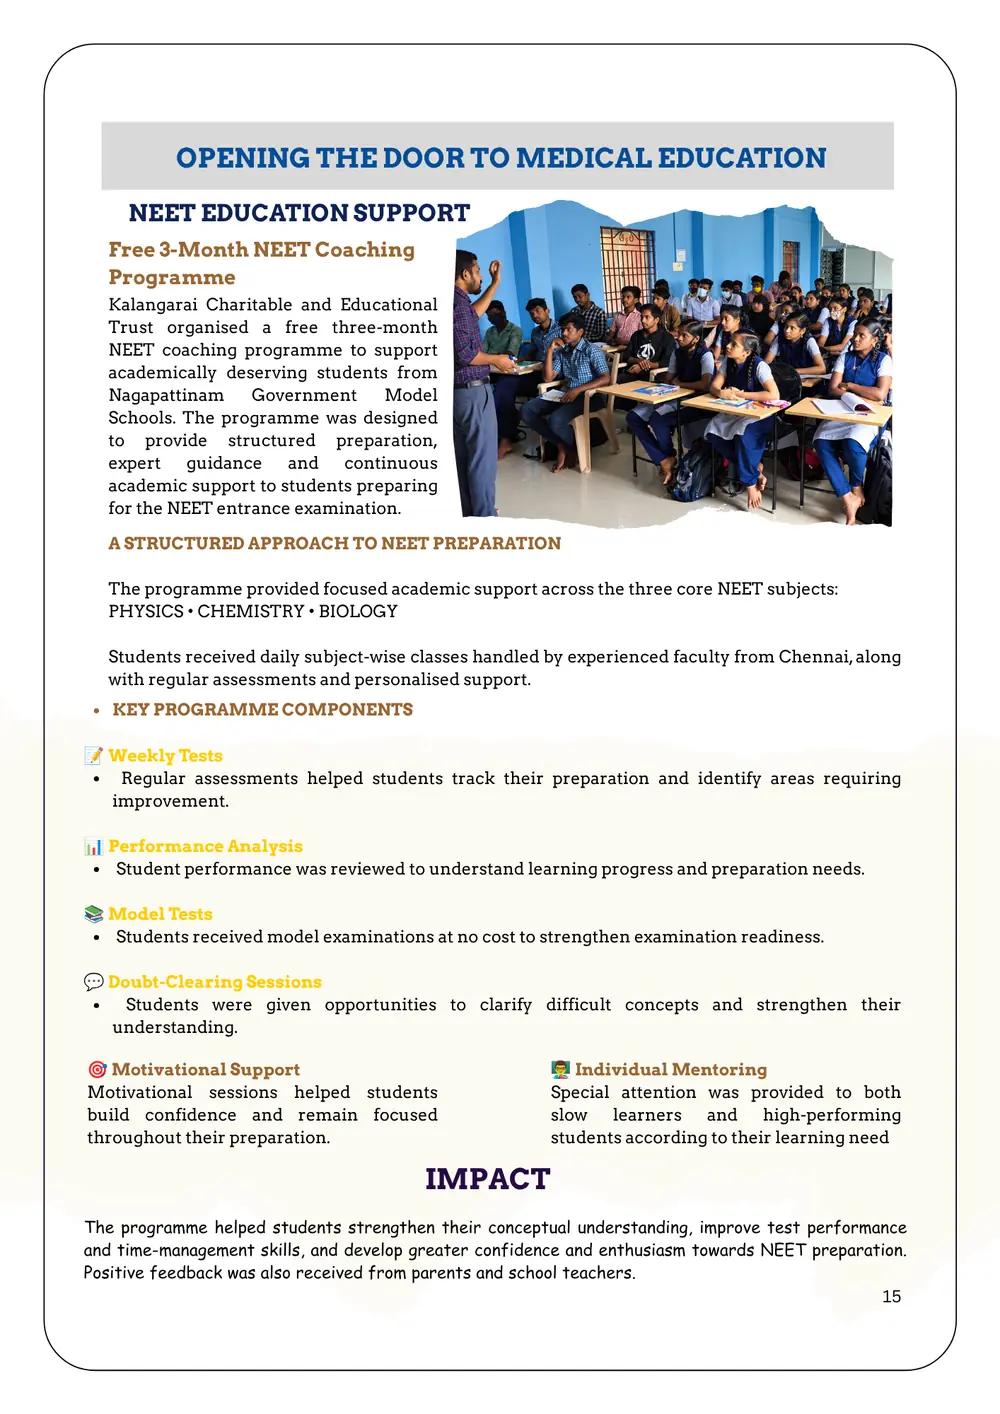 OPENING THE DOOR TO MEDICAL EDUCATION
NEET EDUCATION SUPPORT
Free 3-Month NEET Coaching
Programme
Kalangarai Charitable and Educational
Trust organised a free three-month
NEET coaching programme to support
academically deserving students from
Nagapattinam Government Model
Schools. The programme was designed
to provide structured preparation,
expert guidance and continuous
academic support to students preparing
for the NEET entrance examination.
A STRUCTURED APPROACH TO NEET PREPARATION
The programme provided focused academic support across the three core NEET subjects:
PHYSICS • CHEMISTRY • BIOLOGY
Students received daily subject-wise classes handled by experienced faculty from Chennai, along
with regular assessments and personalised support.
• KEY PROGRAMME COMPONENTS
📝 Weekly Tests
• Regular assessments helped students track their preparation and identify areas requiring
improvement.
📊 Performance Analysis
• Student performance was reviewed to understand learning progress and preparation needs.
📚 Model Tests
• Students received model examinations at no cost to strengthen examination readiness.
💬 Doubt-Clearing Sessions
• Students were given opportunities to clarify difficult concepts and strengthen their
understanding.
🎯 Motivational Support
Motivational sessions helped students
build confidence and remain focused
throughout their preparation.
👨‍🏫 Individual Mentoring
Special attention was provided to both
slow learners and high-performing
students according to their learning need
IMPACT
The programme helped students strengthen their conceptual understanding, improve test performance
and time-management skills, and develop greater confidence and enthusiasm towards NEET preparation.
Positive feedback was also received from parents and school teachers.
15